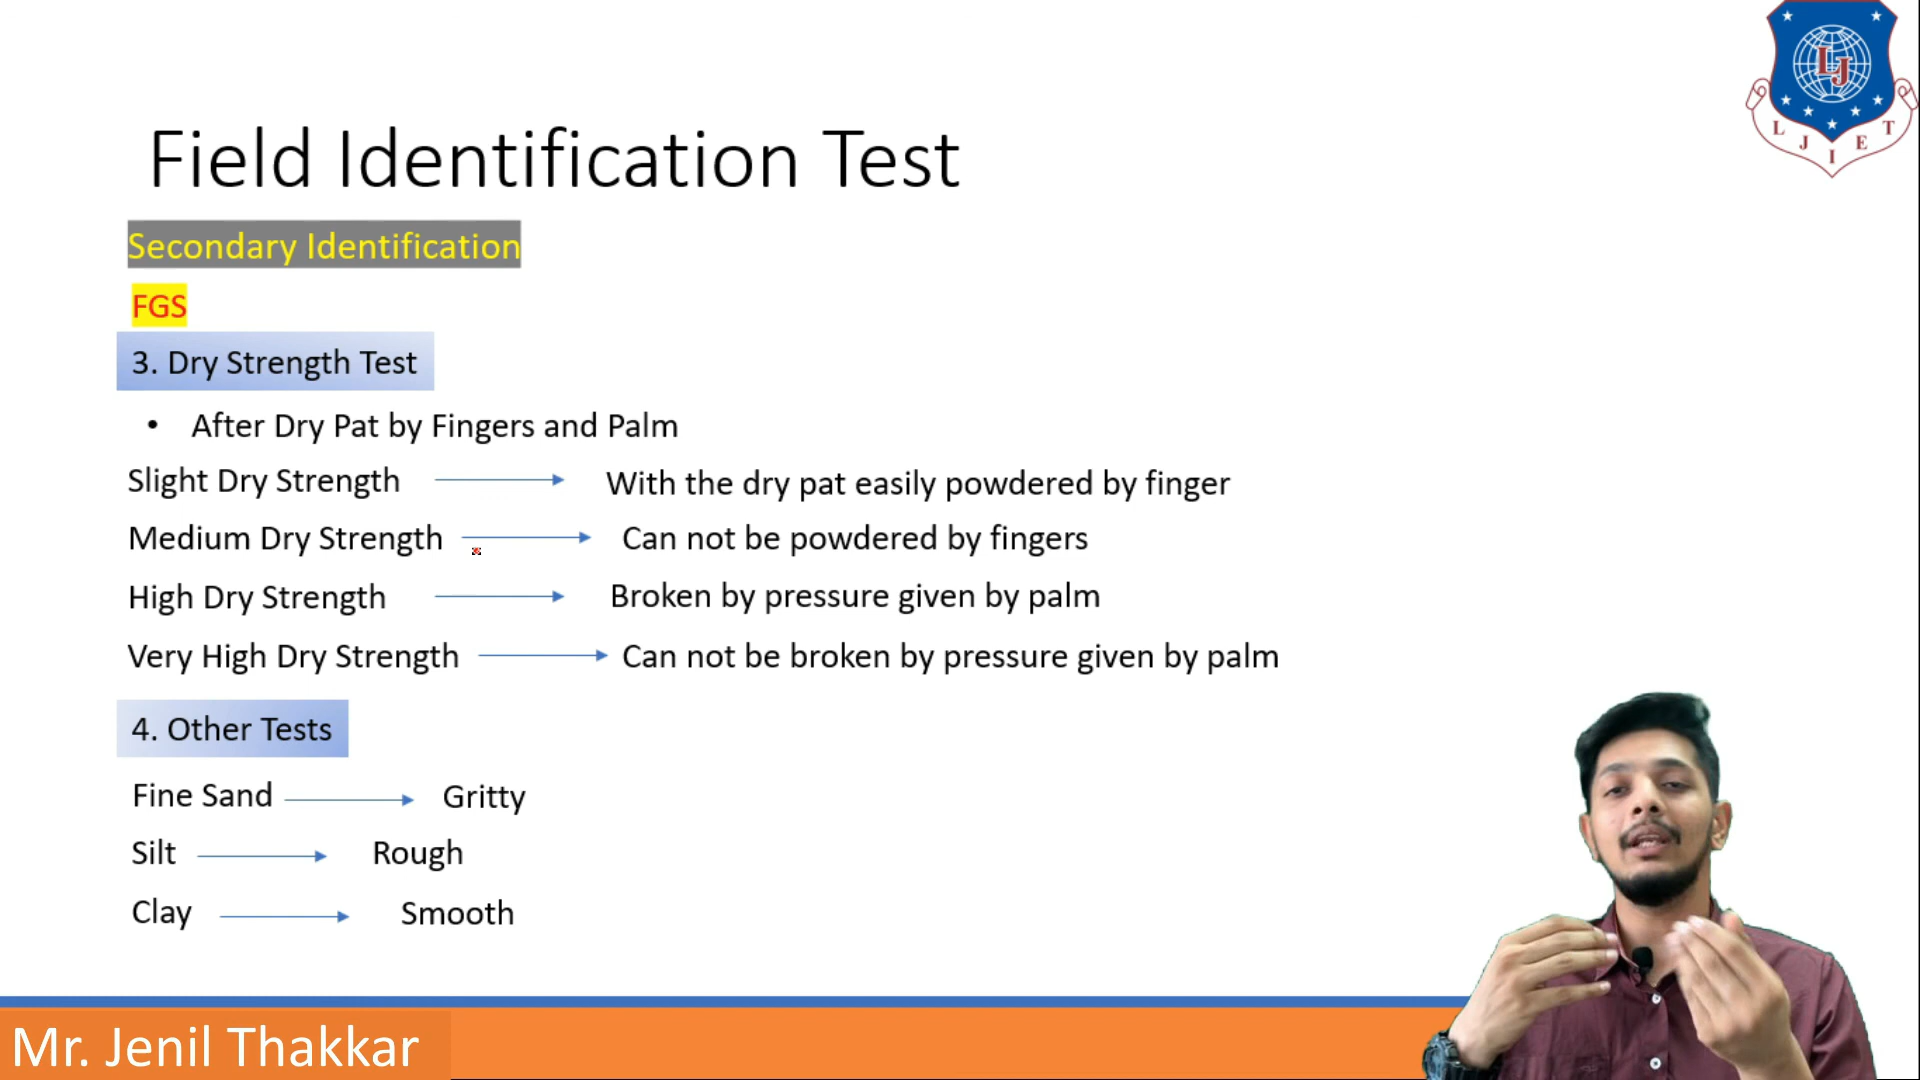 LJ
L J I E T
Field Identification Test
Secondary Identification
FGS
3. Dry Strength Test
• After Dry Pat by Fingers and Palm
Slight Dry Strength → With the dry pat easily powdered by finger
Medium Dry Strength → Can not be powdered by fingers
High Dry Strength → Broken by pressure given by palm
Very High Dry Strength → Can not be broken by pressure given by palm
4. Other Tests
Fine Sand → Gritty
Silt → Rough
Clay → Smooth
Mr. Jenil Thakkar